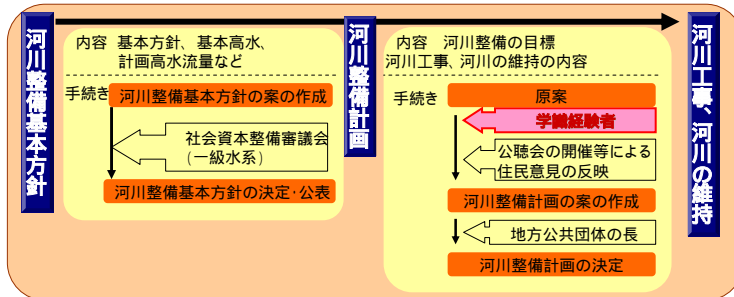 河川整備基本方針
内容 基本方針、基本高水、
計画高水流量など
手続き
河川整備基本方針の案の作成
社会資本整備審議会
(一級水系)
河川整備基本方針の決定・公表
河川整備計画
内容 河川整備の目標
河川工事、河川の維持の内容
手続き
原案
学識経験者
公聴会の開催等による
住民意見の反映
河川整備計画の案の作成
地方公共団体の長
河川整備計画の決定
河川工事、河川の維持